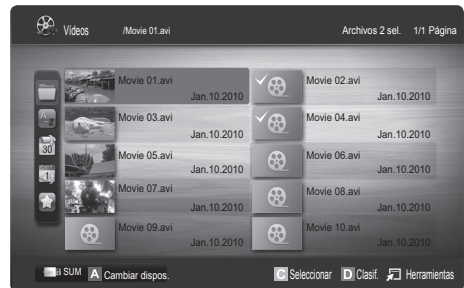 Vídeos /Movie 01.avi Archivos 2 sel. 1/1 Página
Movie 01.avi Movie 02.avi
Jan.10.2010 Jan.10.2010
Movie 03.avi Movie 04.avi
Jan.10.2010 Jan.10.2010
Movie 05.avi Movie 06.avi
Jan.10.2010 Jan.10.2010
Movie 07.avi Movie 08.avi
Jan.10.2010 Jan.10.2010
Movie 09.avi Movie 10.avi
Jan.10.2010 Jan.10.2010
SUM A Cambiar dispos. C Seleccionar D Clasif. Herramientas